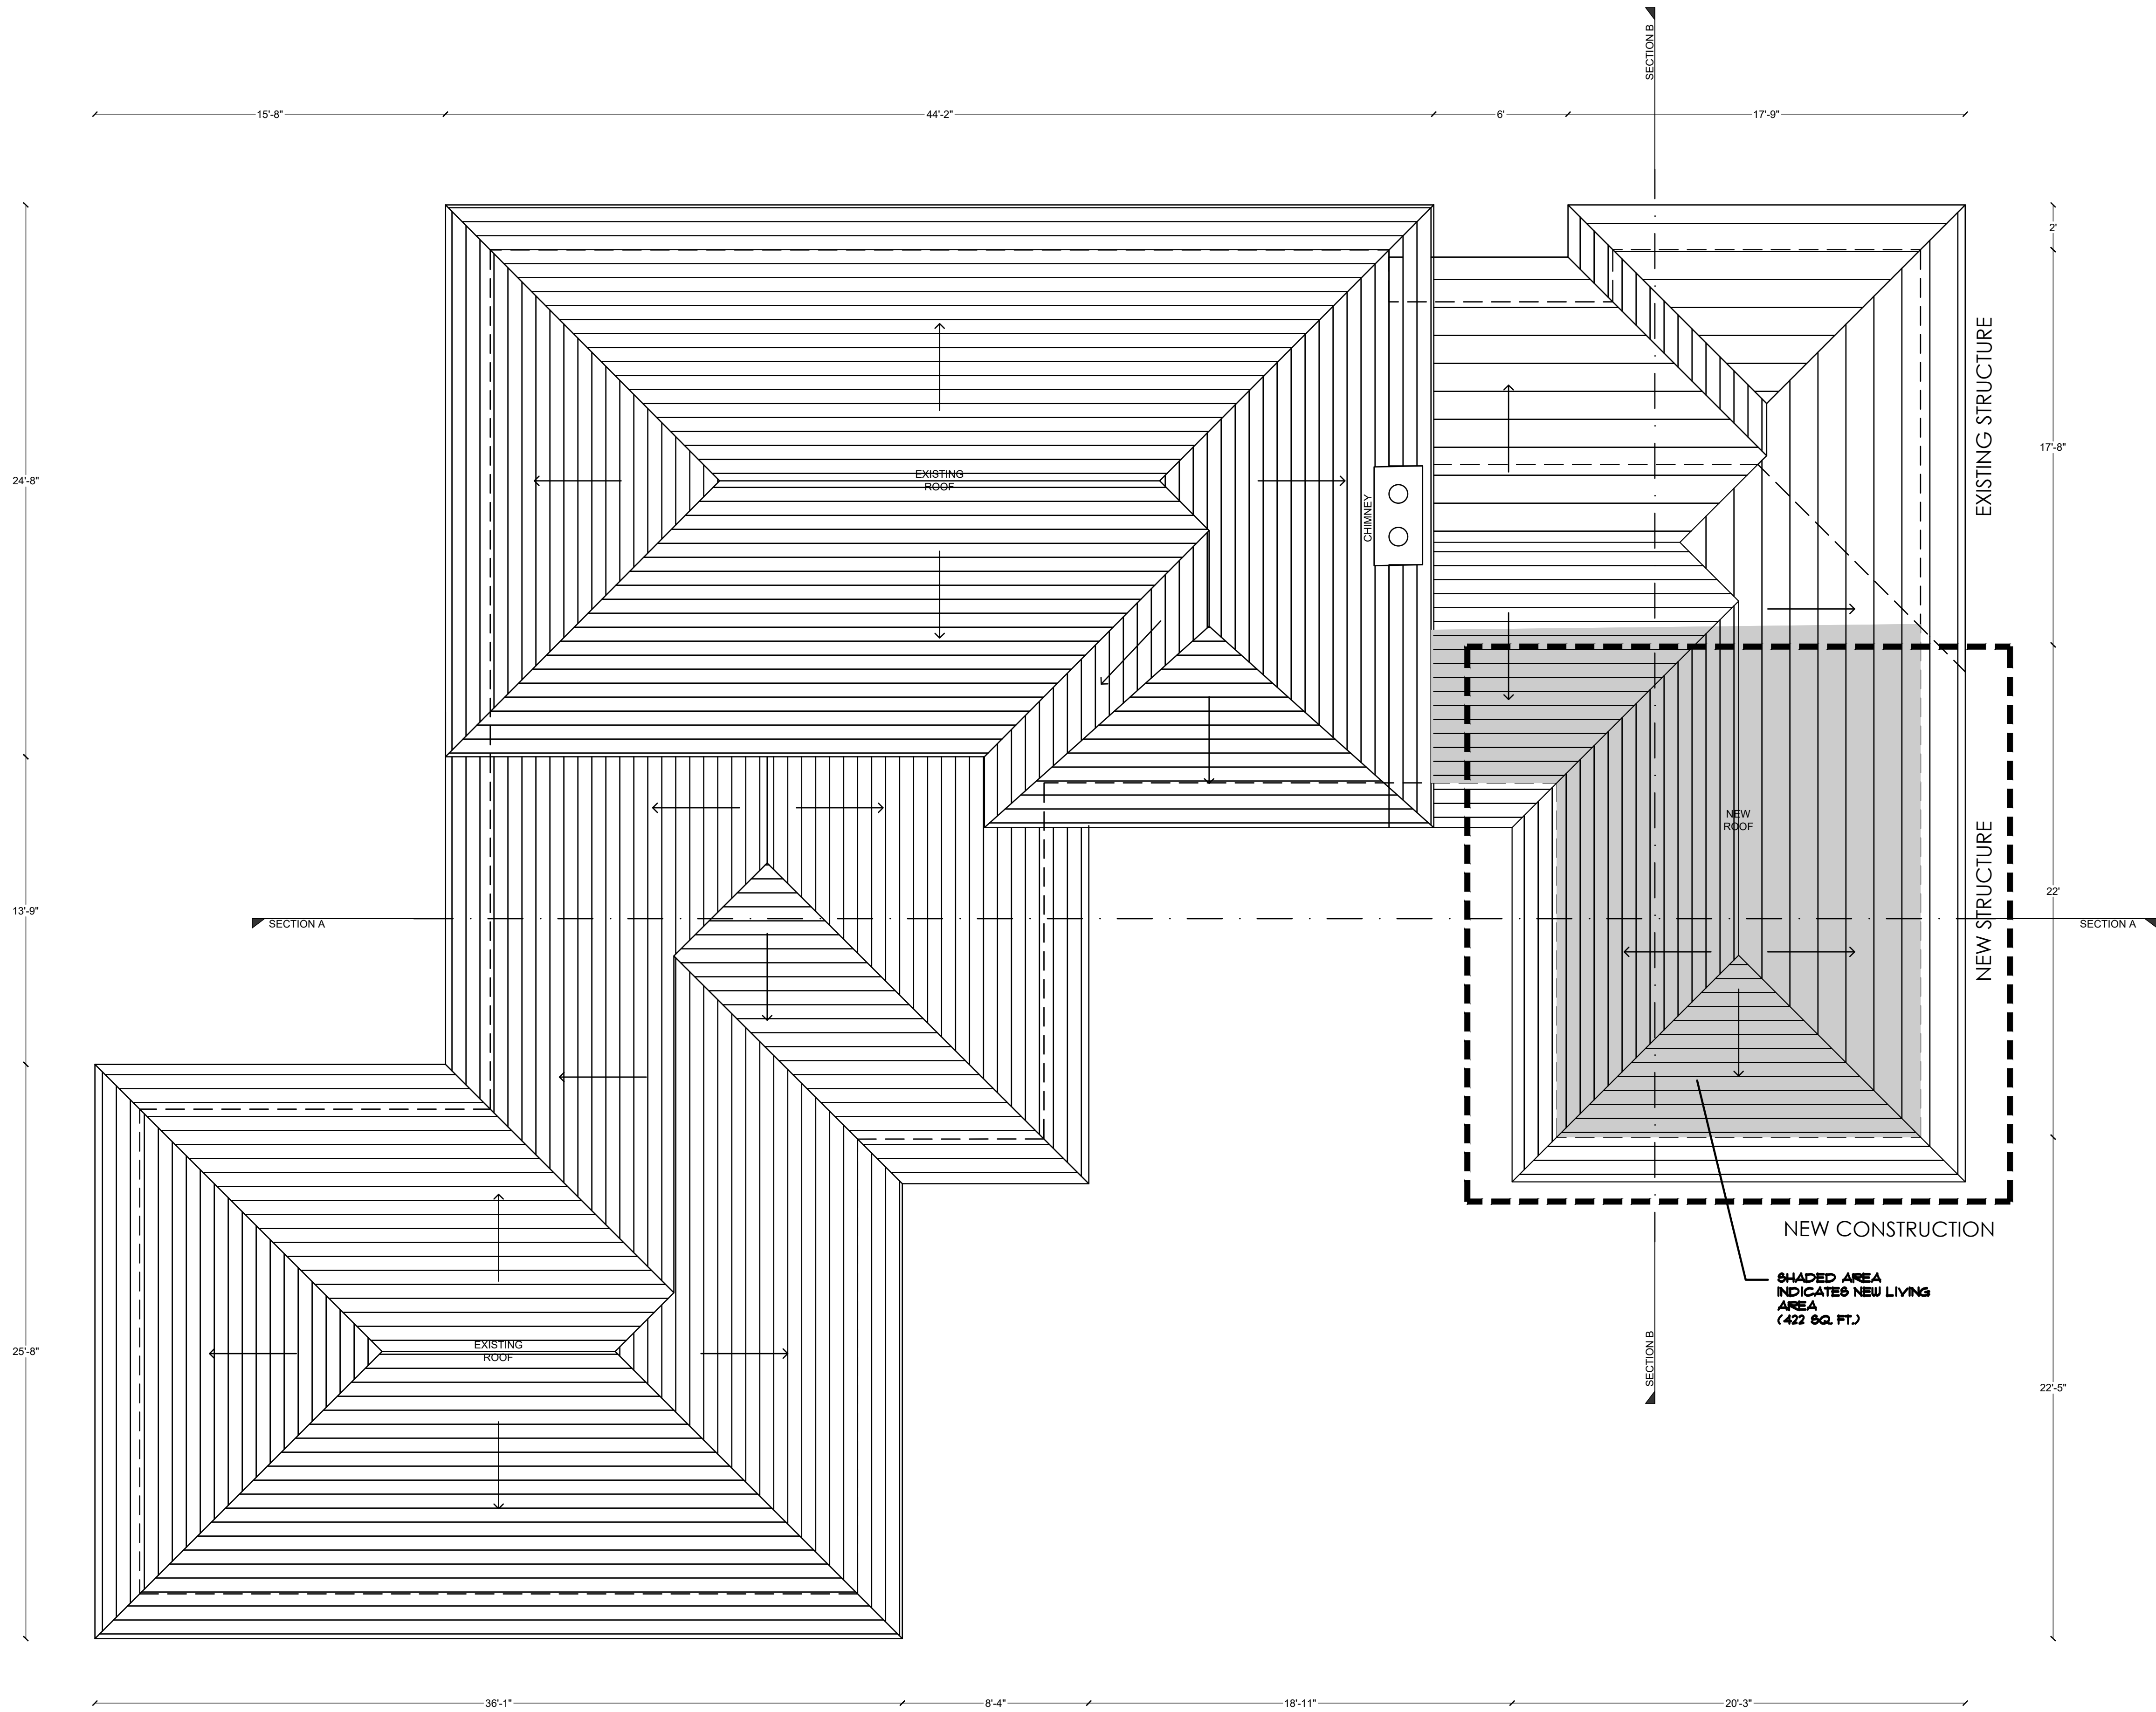 SECTION B
15'-8"
44'-2"
6'
17'-9"
2'
EXISTING STRUCTURE
17'-8"
24'-8"
EXISTING
ROOF
CHIMNEY
NEW
ROOF
NEW STRUCTURE
22'
13'-9"
SECTION A
SECTION A
NEW CONSTRUCTION
SHADED AREA
INDICATES NEW LIVING
AREA
(422 SQ. FT.)
EXISTING
ROOF
25'-8"
SECTION B
22'-5"
36'-1"
8'-4"
18'-11"
20'-3"